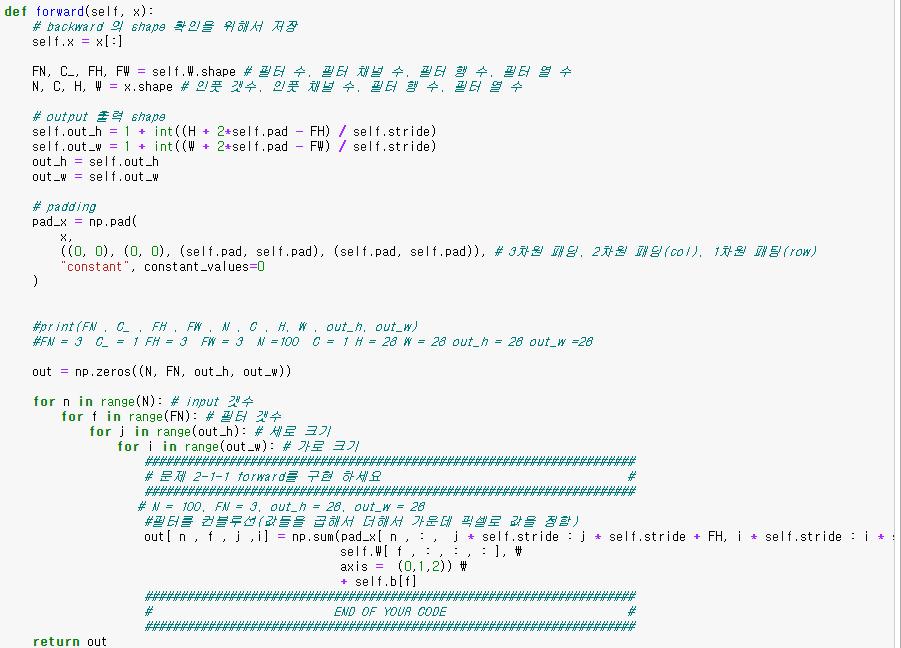 def forward(self, x):
# backward 의 shape 확인을 위해서 저장
self.x = x[:]
FN, C_, FH, FW = self.W.shape # 필터 수, 필터 채널 수, 필터 행 수, 필터 열 수
N, C, H, W = x.shape # 인풋 갯수, 인풋 채널 수, 필터 행 수, 필터 열 수
# output 출력 shape
self.out_h = 1 + int((H + 2*self.pad - FH) / self.stride)
self.out_w = 1 + int((W + 2*self.pad - FW) / self.stride)
out_h = self.out_h
out_w = self.out_w
# padding
pad_x = np.pad(
x,
((0, 0), (0, 0), (self.pad, self.pad), (self.pad, self.pad)), # 3차원 패딩, 2차원 패딩(col), 1차원 패팅(row)
"constant", constant_values=0
)
#print(FN , C_ , FH , FW , N , C , H, W , out_h, out_w)
#FN = 3  C_ = 1 FH = 3  FW = 3  N =100  C = 1 H = 28 W = 28 out_h = 28 out_w =28
out = np.zeros((N, FN, out_h, out_w))
for n in range(N): # input 갯수
for f in range(FN): # 필터 갯수
for j in range(out_h): # 세로 크기
for i in range(out_w): # 가로 크기
######################################################################
# 문제 2-1-1 forward를 구현 하세요 #
######################################################################
# N = 100, FN = 3, out_h = 28, out_w = 28
#필터를 컨볼루션(값들을 곱해서 더해서 가운데 픽셀로 값을 정함)
out[ n , f , j ,i] = np.sum(pad_x[ n , : ,  j * self.stride : j * self.stride + FH, i * self.stride : i *
self.W[ f , : , : , : ], ₩
axis =  (0,1,2)) ₩
+ self.b[f]
######################################################################
# END OF YOUR CODE #
######################################################################
return out